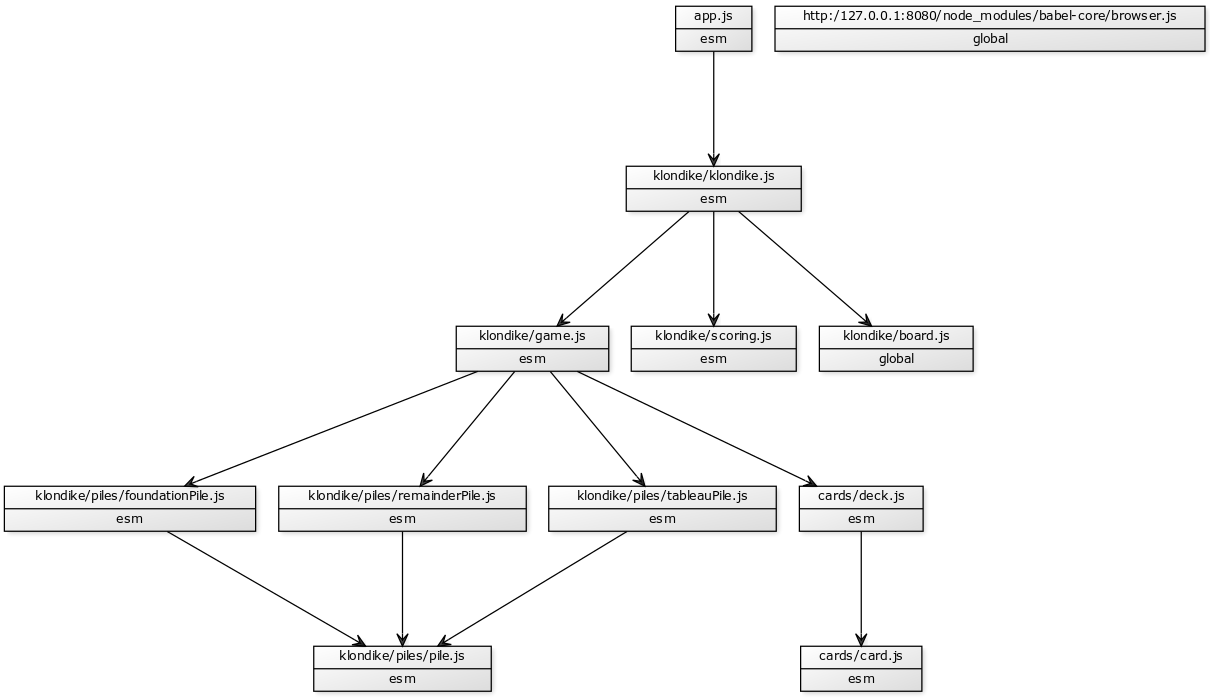 app.js
esm
http:/127.0.0.1:8080/node_modules/babel-core/browser.js
global
klondike/klondike.js
esm
klondike/game.js
esm
klondike/scoring.js
esm
klondike/board.js
global
klondike/piles/foundationPile.js
esm
klondike/piles/remainderPile.js
esm
klondike/piles/tableauPile.js
esm
cards/deck.js
esm
klondike/piles/pile.js
esm
cards/card.js
esm